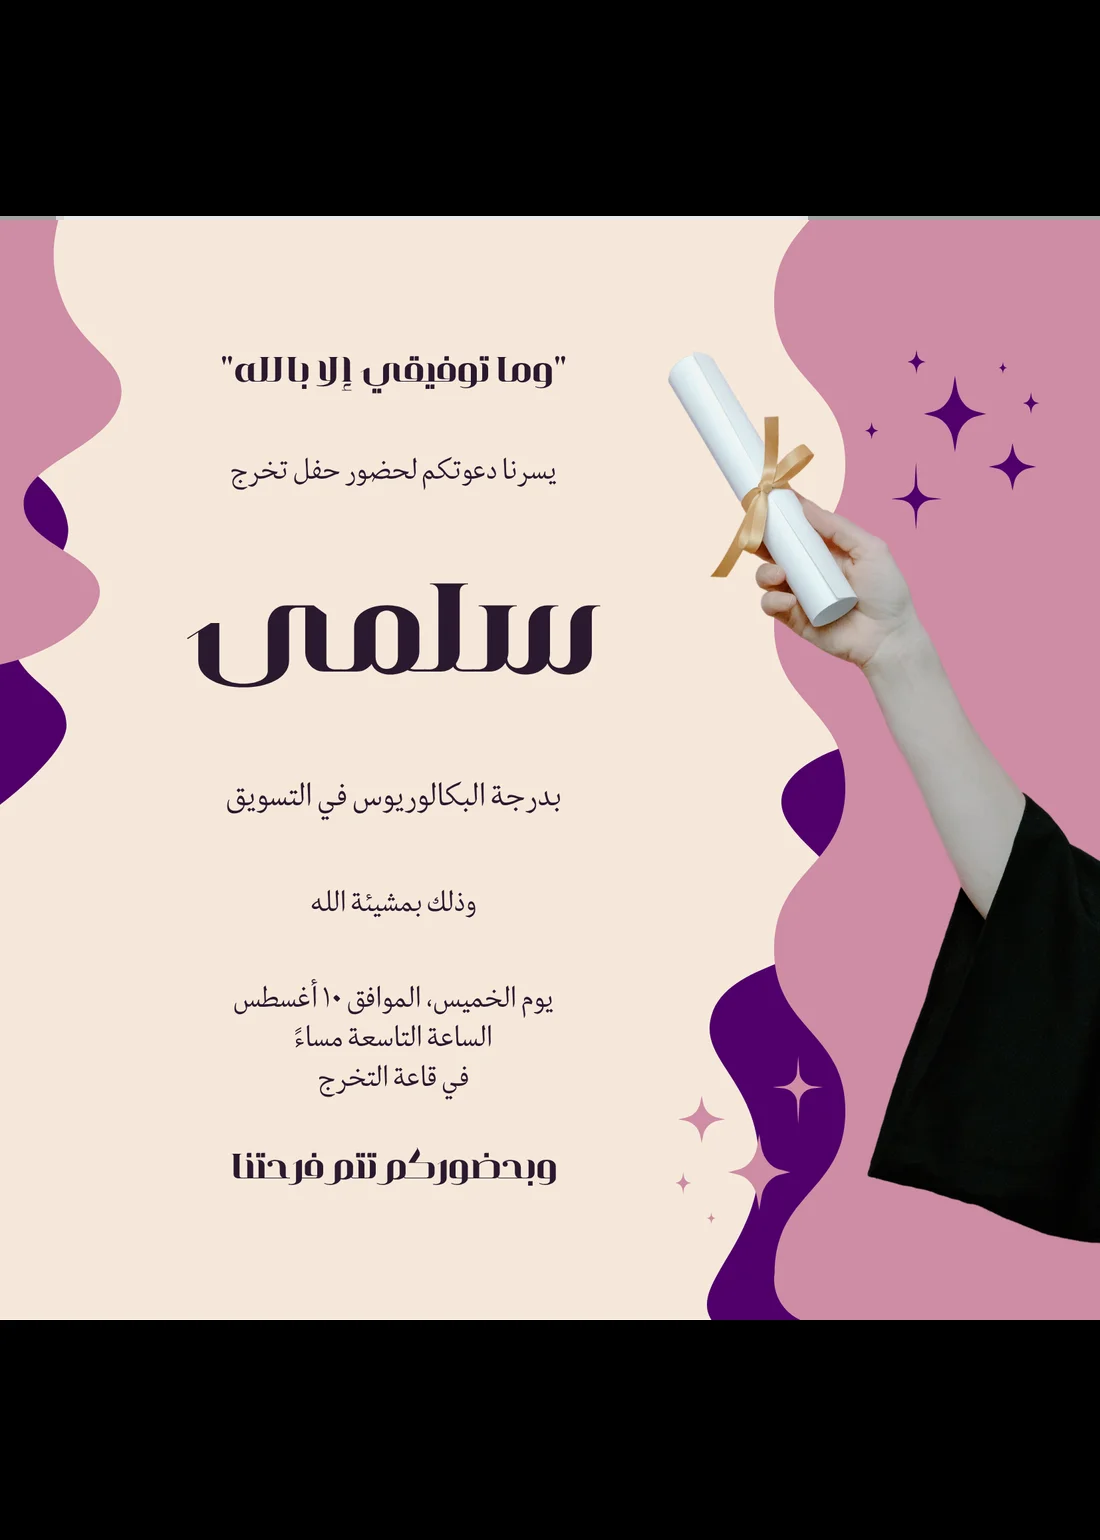 "وما توفيقي إلا بالله"
يسرنا دعوتكم لحضور حفل تخرج
سلمى
بدرجة البكالوريوس في التسويق
وذلك بمشيئة الله
يوم الخميس، الموافق ١٠ أغسطس
الساعة التاسعة مساءً
في قاعة التخرج
وبحضوركم تتم فرحتنا